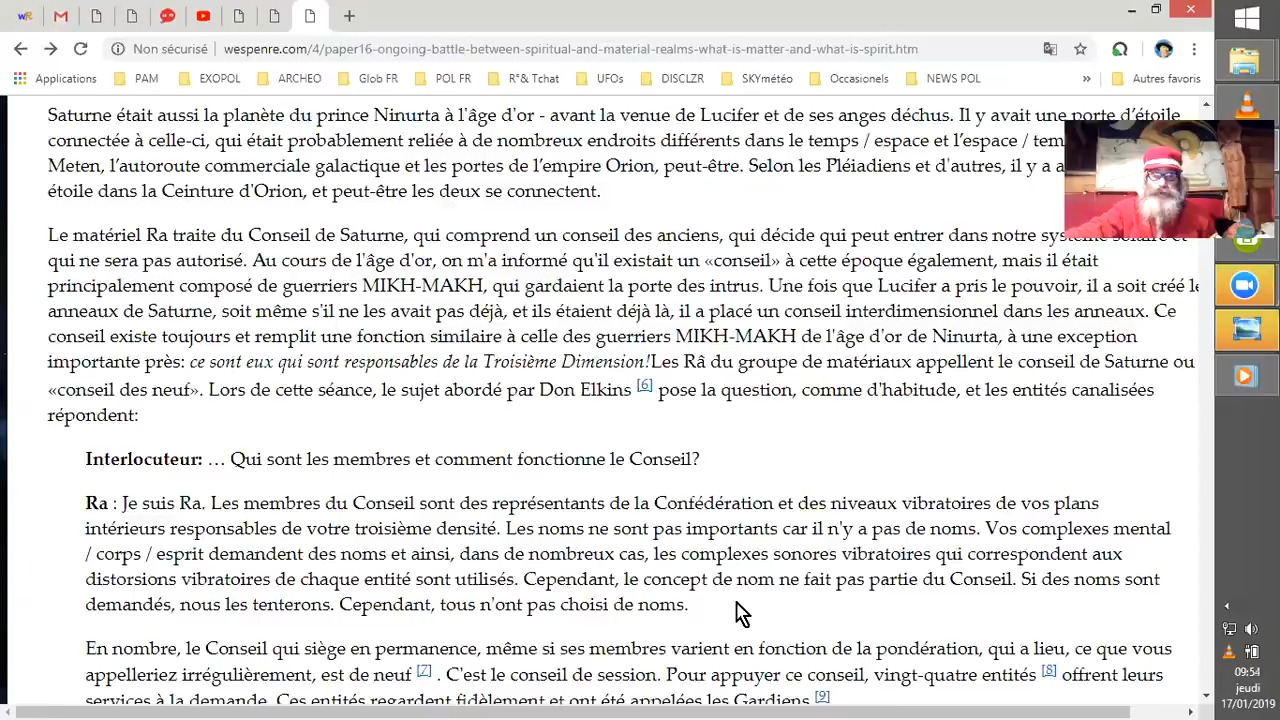 Non sécurisé wespenre.com/4/paper16-ongoing-battle-between-spiritual-and-material-realms-what-is-matter-and-what-is-spirit.htm
Applications PAM EXOPOL ARCHEO Glob FR POL FR R°& Tchat UFOs DISCLZR SKYmétéo Occasionels NEWS POL » Autres favoris
Saturne était aussi la planète du prince Ninurta à l'âge d'or - avant la venue de Lucifer et de ses anges déchus. Il y avait une porte d'étoile
connectée à celle-ci, qui était probablement reliée à de nombreux endroits différents dans le temps / espace et l'espace /
Meten, l'autoroute commerciale galactique et les portes de l'empire Orion, peut-être. Selon les Pléiadiens et d'autres, il y a
étoile dans la Ceinture d'Orion, et peut-être les deux se connectent.
Le matériel Ra traite du Conseil de Saturne, qui comprend un conseil des anciens, qui décide qui peut entrer dans notre
qui ne sera pas autorisé. Au cours de l'âge d'or, on m'a informé qu'il existait un «conseil» à cette époque également, mais il était
principalement composé de guerriers MIKH-MAKH, qui gardaient la porte des intrus. Une fois que Lucifer a pris le pouvoir, il a soit créé
anneaux de Saturne, soit même s'il ne les avait pas déjà, et ils étaient déjà là, il a placé un conseil interdimensionnel dans les anneaux. Ce
conseil existe toujours et remplit une fonction similaire à celle des guerriers MIKH-MAKH de l'âge d'or de Ninurta, à une exception
importante près: ce sont eux qui sont responsables de la Troisième Dimension!Les Râ du groupe de matériaux appellent le conseil de Saturne ou
«conseil des neuf». Lors de cette séance, le sujet abordé par Don Elkins [6] pose la question, comme d'habitude, et les entités canalisées
répondent:
Interlocuteur: … Qui sont les membres et comment fonctionne le Conseil?
Ra : Je suis Ra. Les membres du Conseil sont des représentants de la Confédération et des niveaux vibratoires de vos plans
intérieurs responsables de votre troisième densité. Les noms ne sont pas importants car il n'y a pas de noms. Vos complexes mental
/ corps / esprit demandent des noms et ainsi, dans de nombreux cas, les complexes sonores vibratoires qui correspondent aux
distorsions vibratoires de chaque entité sont utilisés. Cependant, le concept de nom ne fait pas partie du Conseil. Si des noms sont
demandés, nous les tenterons. Cependant, tous n'ont pas choisi de noms.
En nombre, le Conseil qui siège en permanence, même si ses membres varient en fonction de la pondération, qui a lieu, ce que vous
appelleriez irrégulièrement, est de neuf [7] . C'est le conseil de session. Pour appuyer ce conseil, vingt-quatre entités [8] offrent leurs
services à la demande. Ces entités regardent fidèlement et ont été appelées les Gardiens [9]
09:54
jeudi
17/01/2019